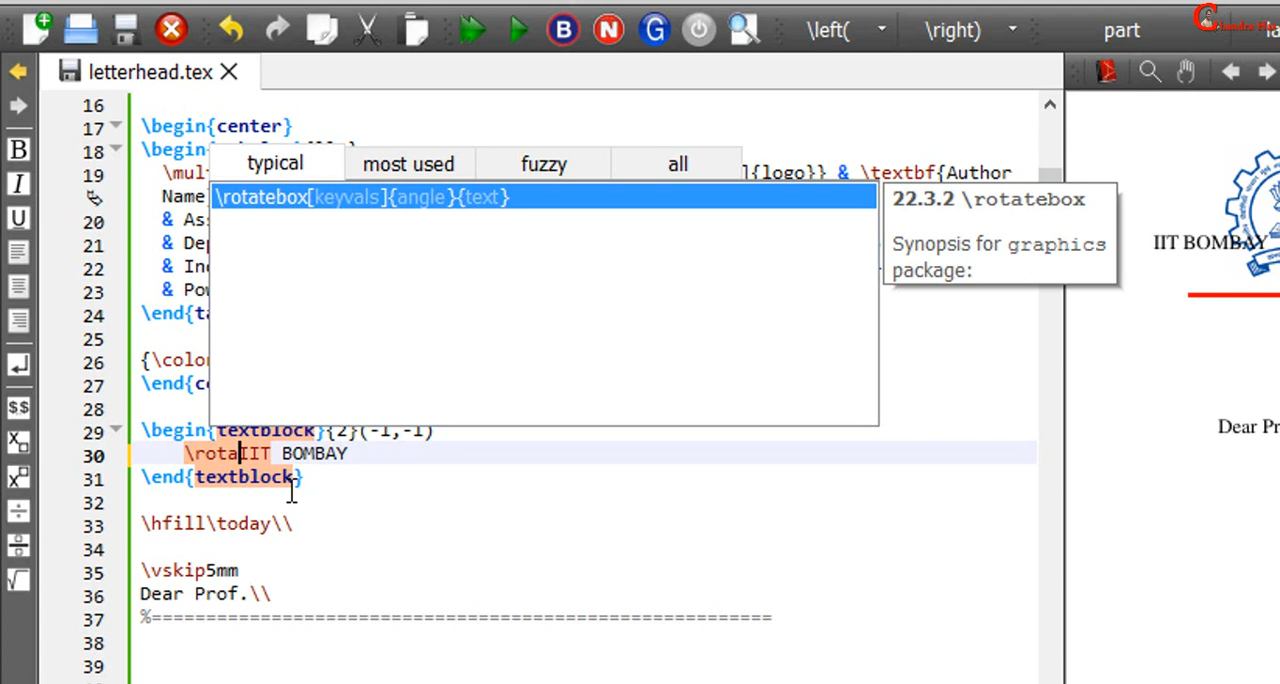 \left( \right) part
letterhead.tex
16
17 \begin{center}
18 \begin
typical most used fuzzy all
19 \mul {logo}} & \textbf{Author
Name
\rotatebox[keyvals]{angle}{text}
22.3.2 \rotatebox
Synopsis for graphics
package:
20 & As
21 & Dep
22 & In
23 & Pow
24 \end{ta
25
26 {\color
27 \end{ce
28
29 \begin{textblock}{2}(-1,-1)
30 \rotaIIT BOMBAY
31 \end{textblock}
32
33 \hfill\today\\
34
35 \vskip5mm
36 Dear Prof.\\
37 %=========================================================
38
39
B
I
U
$$
B N G
IIT BOMBAY
Dear Pr